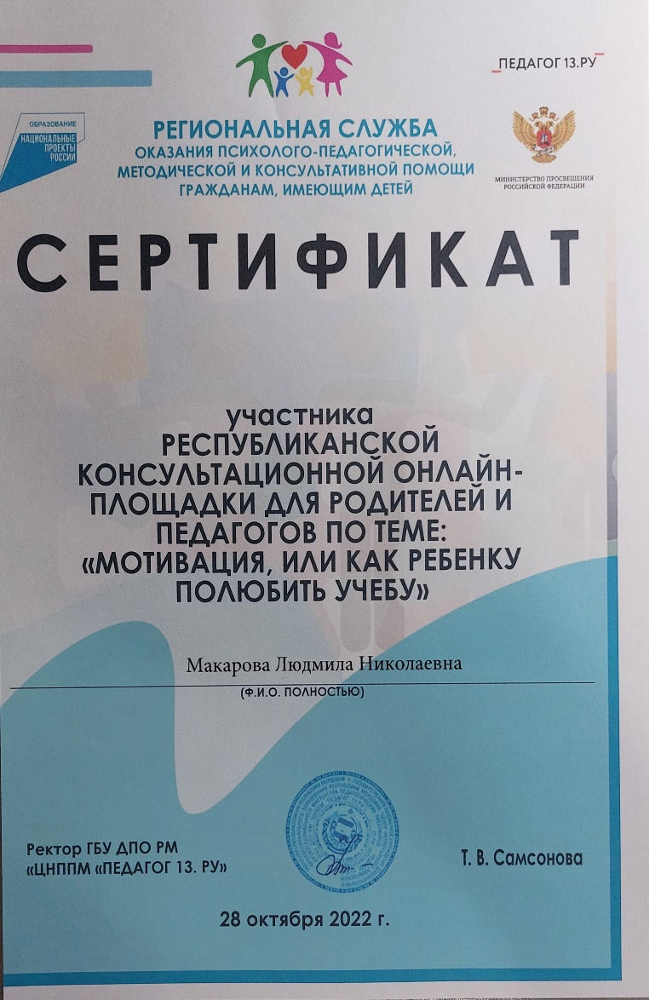 ПЕДАГОГ 13.РУ
ОБРАЗОВАНИЕ
НАЦИОНАЛЬНЫЕ
ПРОЕКТЫ
РОССИИ
РЕГИОНАЛЬНАЯ СЛУЖБА
ОКАЗАНИЯ ПСИХОЛОГО-ПЕДАГОГИЧЕСКОЙ,
МЕТОДИЧЕСКОЙ И КОНСУЛЬТАТИВНОЙ ПОМОЩИ
ГРАЖДАНАМ, ИМЕЮЩИМ ДЕТЕЙ
МИНИСТЕРСТВО ПРОСВЕЩЕНИЯ
РОССИЙСКОЙ ФЕДЕРАЦИИ
СЕРТИФИКАТ
участника
РЕСПУБЛИКАНСКОЙ
КОНСУЛЬТАЦИОННОЙ ОНЛАЙН-
ПЛОЩАДКИ ДЛЯ РОДИТЕЛЕЙ И
ПЕДАГОГОВ ПО ТЕМЕ:
«МОТИВАЦИЯ, ИЛИ КАК РЕБЕНКУ
ПОЛЮБИТЬ УЧЕБУ»
Макарова Людмила Николаевна
(Ф.И.О. ПОЛНОСТЬЮ)
Ректор ГБУ ДПО РМ
«ЦНППМ «ПЕДАГОГ 13. РУ»
Т. В. Самсонова
28 октября 2022 г.